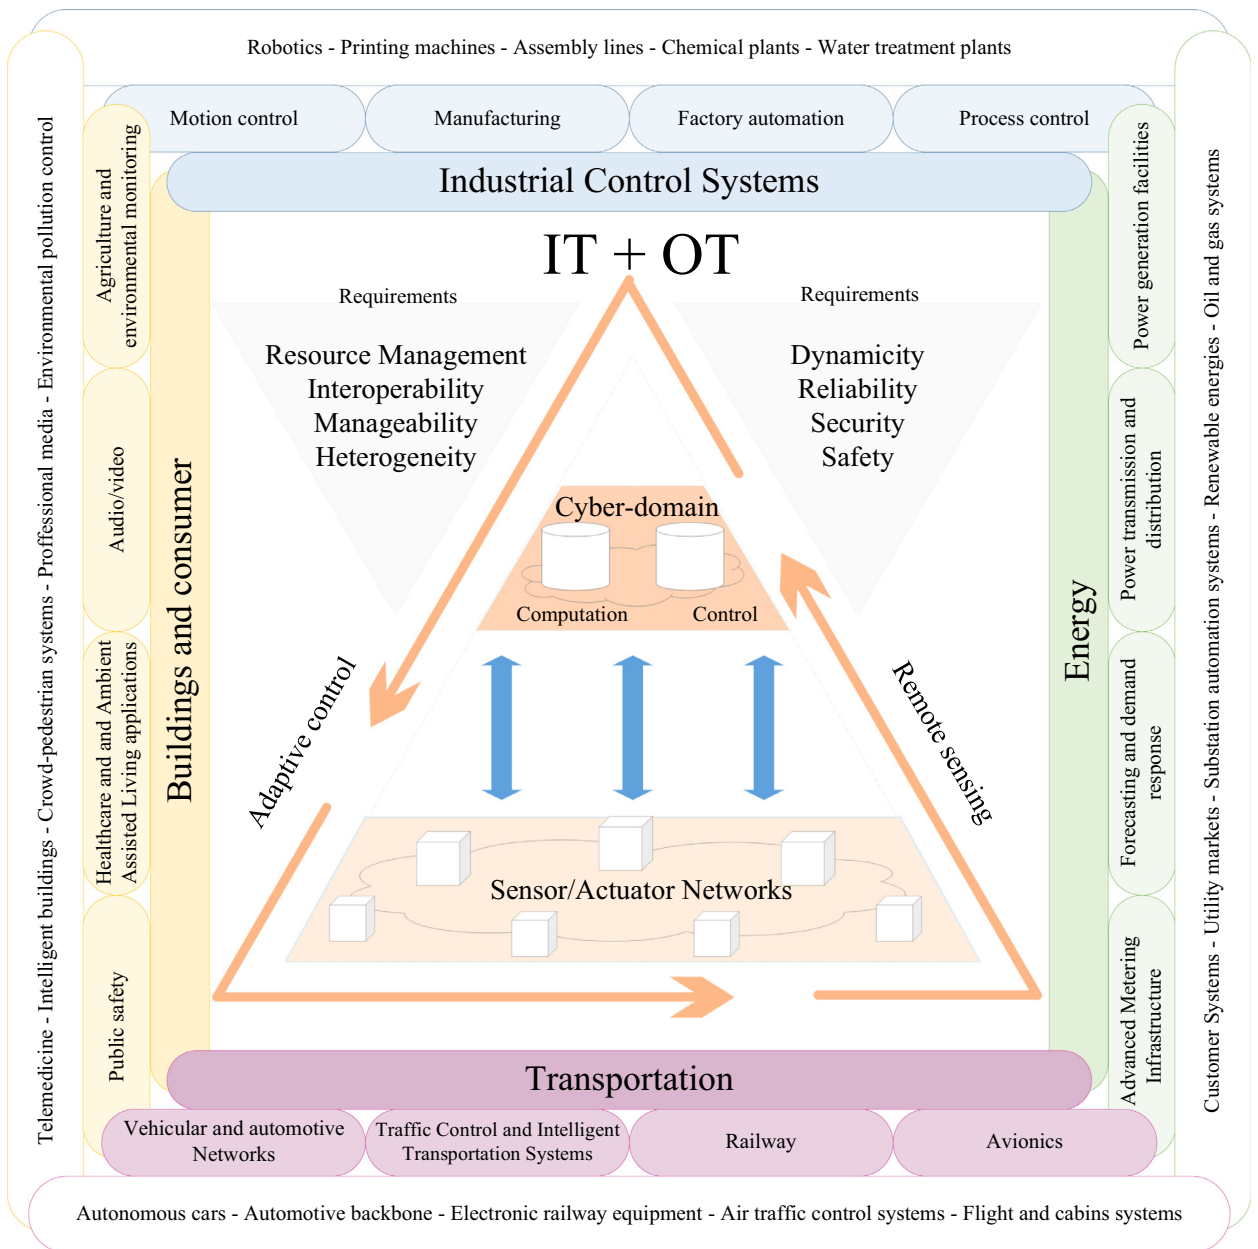 Robotics - Printing machines - Assembly lines - Chemical plants - Water treatment plants
Motion control
Manufacturing
Factory automation
Process control
Industrial Control Systems
IT + OT
Telemedicine - Intelligent buildings - Crowd-pedestrian systems - Proffessional media - Environmental pollution control
Agriculture and
environmental monitoring
Audio/video
Healthcare and and Ambient
Assisted Living applications
Public safety
Buildings and consumer
Requirements
Resource Management
Interoperability
Manageability
Heterogeneity
Requirements
Dynamicity
Reliability
Security
Safety
Cyber-domain
Computation
Control
Adaptive control
Remote sensing
Sensor/Actuator Networks
Energy
Power generation facilities
Power transmission and
distribution
Forecasting and demand
response
Advanced Metering
Infrastructure
Customer Systems - Utility markets - Substation automation systems - Renewable energies - Oil and gas systems
Transportation
Vehicular and automotive
Networks
Traffic Control and Intelligent
Transportation Systems
Railway
Avionics
Autonomous cars - Automotive backbone - Electronic railway equipment - Air traffic control systems - Flight and cabins systems